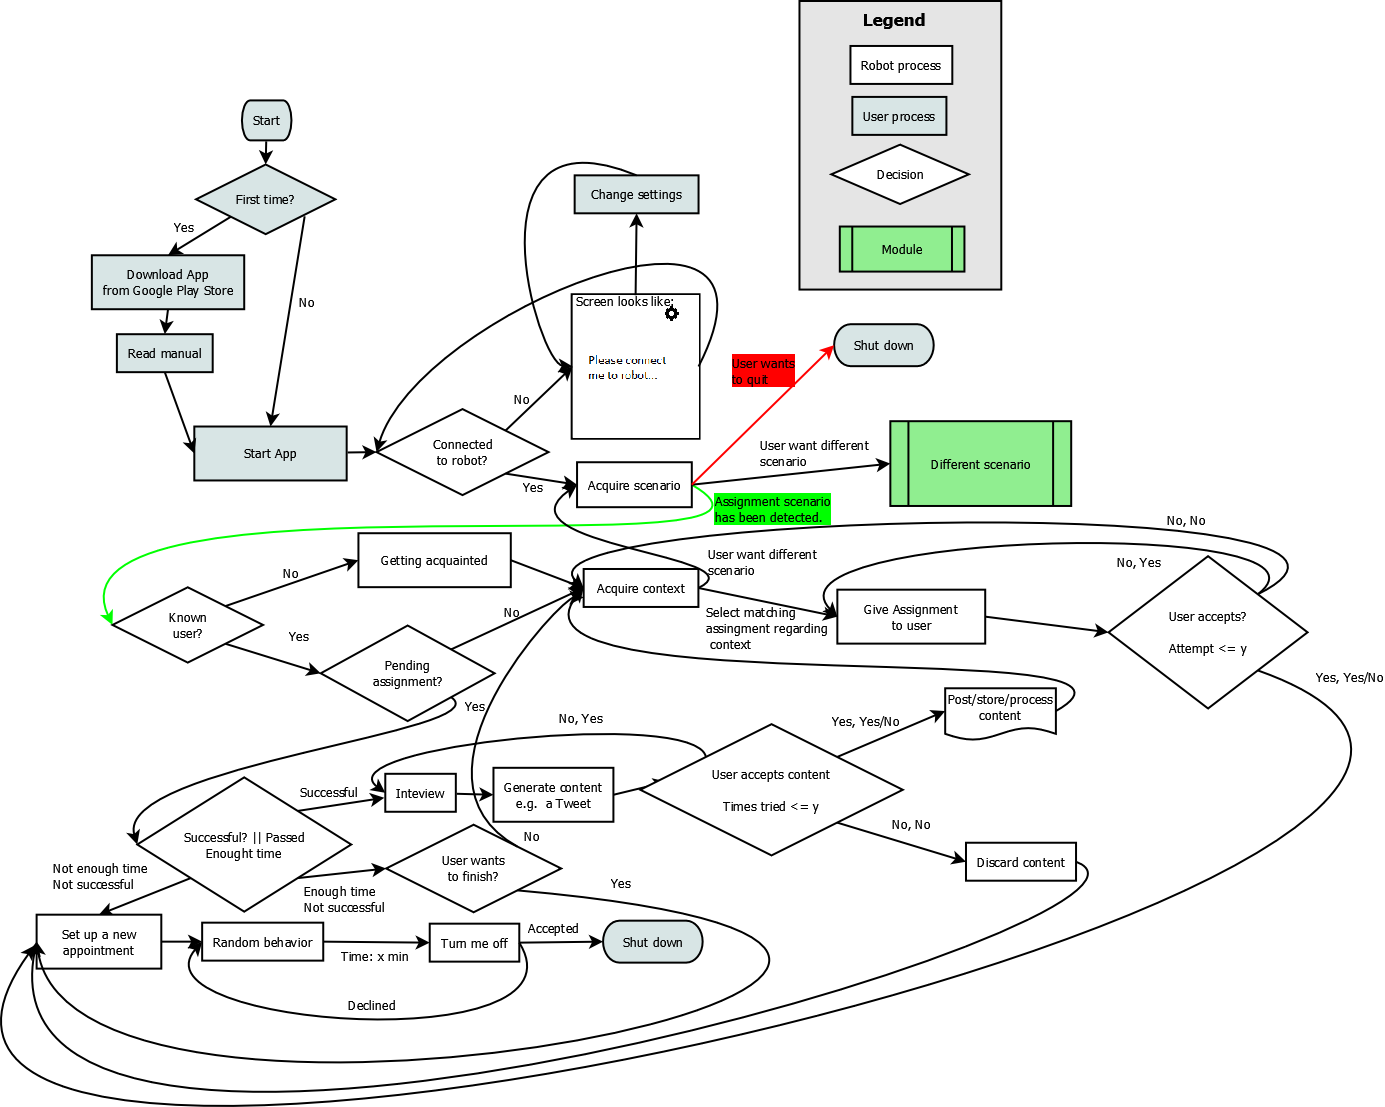 Legend
Robot process
User process
Decision
Module
Start
First time?
Yes
No
Download App
from Google Play Store
Read manual
Start App
Change settings
Screen looks like:
Please connect
me to robot...
No
Connected
to robot?
Yes
Acquire scenario
User wants
to quit
Shut down
User want different
scenario
Different scenario
Assignment scenario
has been detected.
Known
user?
No
Getting acquainted
Yes
Pending
assignment?
No
Yes
Acquire context
User want different
scenario
Select matching
assingment regarding
context
Give Assignment
to user
No, No
No, Yes
User accepts?
Attempt <= y
Yes, Yes/No
Successful? || Passed
Enought time
Successful
Inteview
Generate content
e.g.  a Tweet
No, Yes
User accepts content
Times tried <= y
Yes, Yes/No
Post/store/process
content
No, No
Discard content
Not enough time
Not successful
Enough time
Not successful
User wants
to finish?
No
Yes
Set up a new
appointment
Random behavior
Time: x min
Turn me off
Accepted
Shut down
Declined